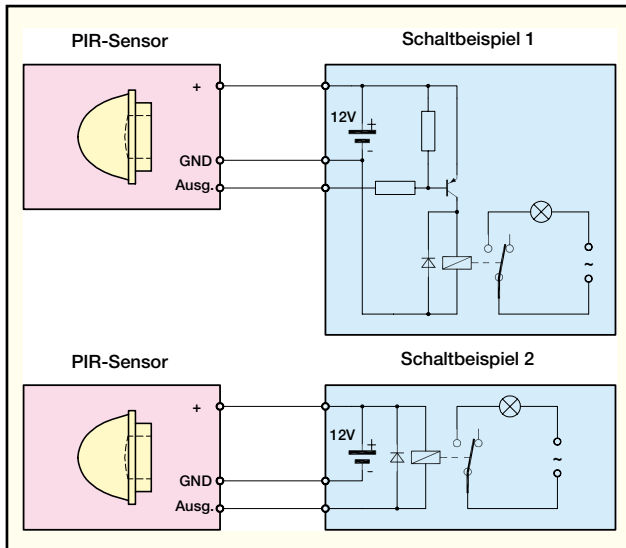 PIR-Sensor
Schaltbeispiel 1
+
12V
+
-
GND
Ausg.
~
PIR-Sensor
Schaltbeispiel 2
+
12V
+
-
GND
Ausg.
~